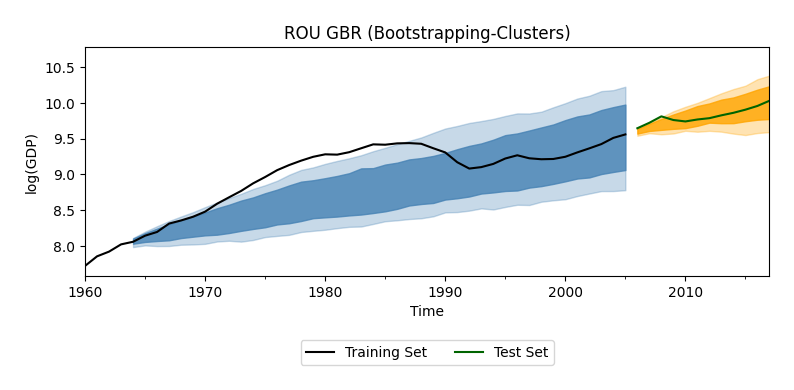 ROU GBR (Bootstrapping-Clusters)
log(GDP)
10.5
10.0
9.5
9.0
8.5
8.0
1960 1970 1980 1990 2000 2010
Time
Training Set Test Set